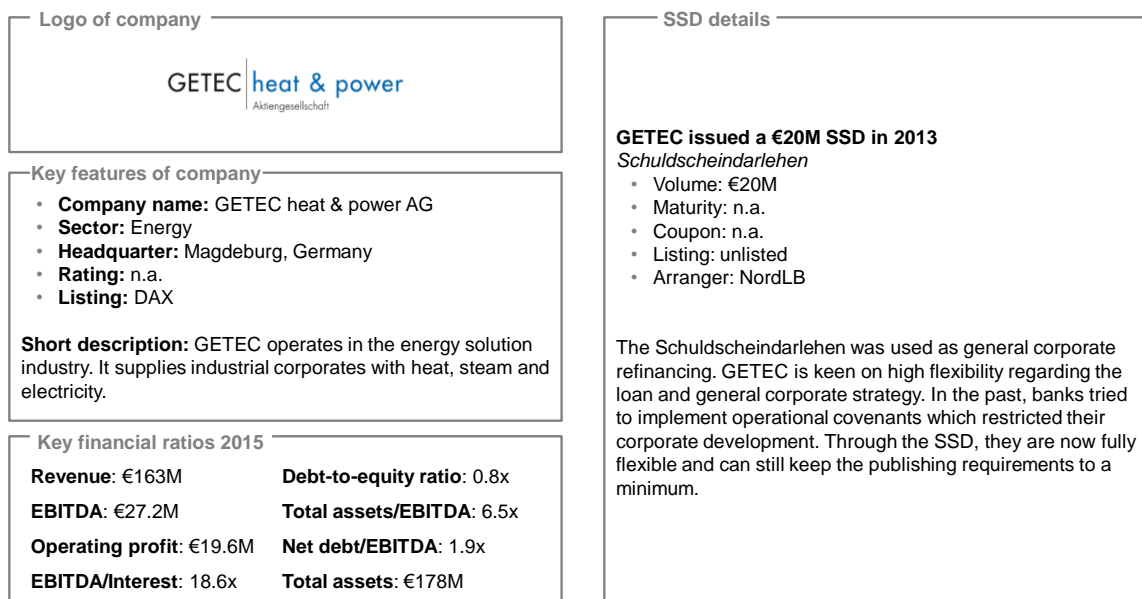 Logo of company
GETEC heat & power
Aktiengesellschaft
Key features of company
• Company name: GETEC heat & power AG
• Sector: Energy
• Headquarter: Magdeburg, Germany
• Rating: n.a.
• Listing: DAX
Short description: GETEC operates in the energy solution
industry. It supplies industrial corporates with heat, steam and
electricity.
Key financial ratios 2015
Revenue: €163M Debt-to-equity ratio: 0.8x
EBITDA: €27.2M Total assets/EBITDA: 6.5x
Operating profit: €19.6M Net debt/EBITDA: 1.9x
EBITDA/Interest: 18.6x Total assets: €178M
SSD details
GETEC issued a €20M SSD in 2013
Schuldscheindarlehen
• Volume: €20M
• Maturity: n.a.
• Coupon: n.a.
• Listing: unlisted
• Arranger: NordLB
The Schuldscheindarlehen was used as general corporate
refinancing. GETEC is keen on high flexibility regarding the
loan and general corporate strategy. In the past, banks tried
to implement operational covenants which restricted their
corporate development. Through the SSD, they are now fully
flexible and can still keep the publishing requirements to a
minimum.